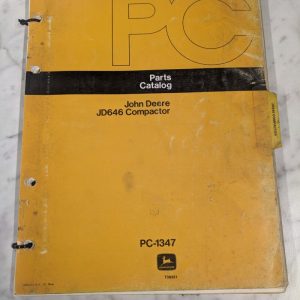 PC
Parts
Catalog
John Deere
JD646 Compactor
PC-1347